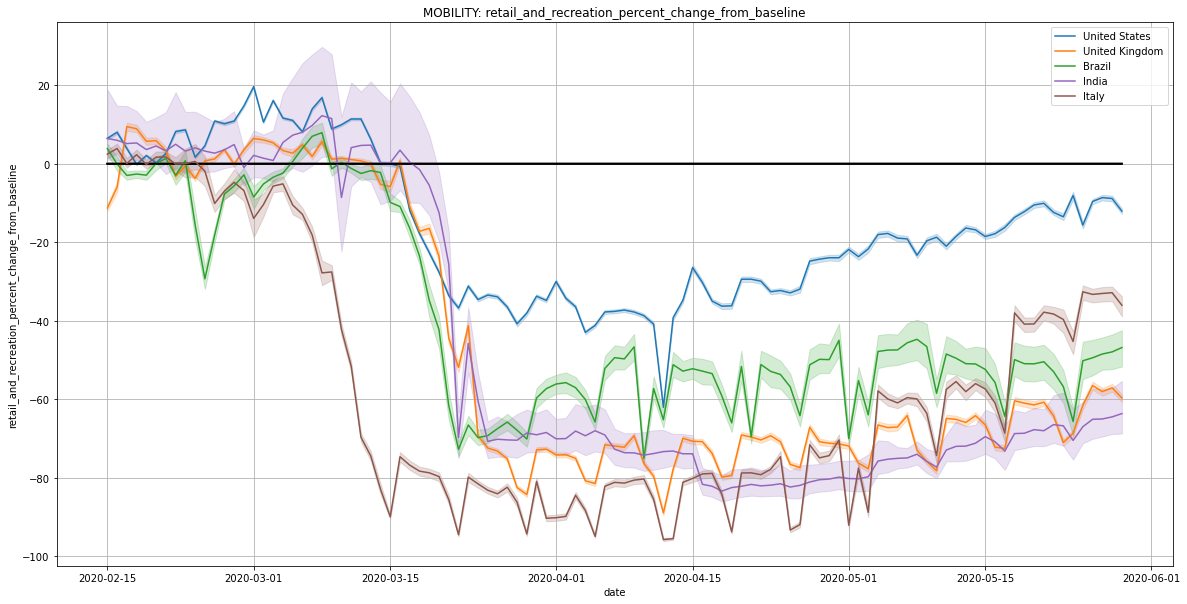 MOBILITY: retail_and_recreation_percent_change_from_baseline
United States
United Kingdom
Brazil
India
Italy
retail_and_recreation_percent_change_from_baseline
20
0
−20
−40
−60
−80
−100
2020-02-15
2020-03-01
2020-03-15
2020-04-01
2020-04-15
2020-05-01
2020-05-15
2020-06-01
date